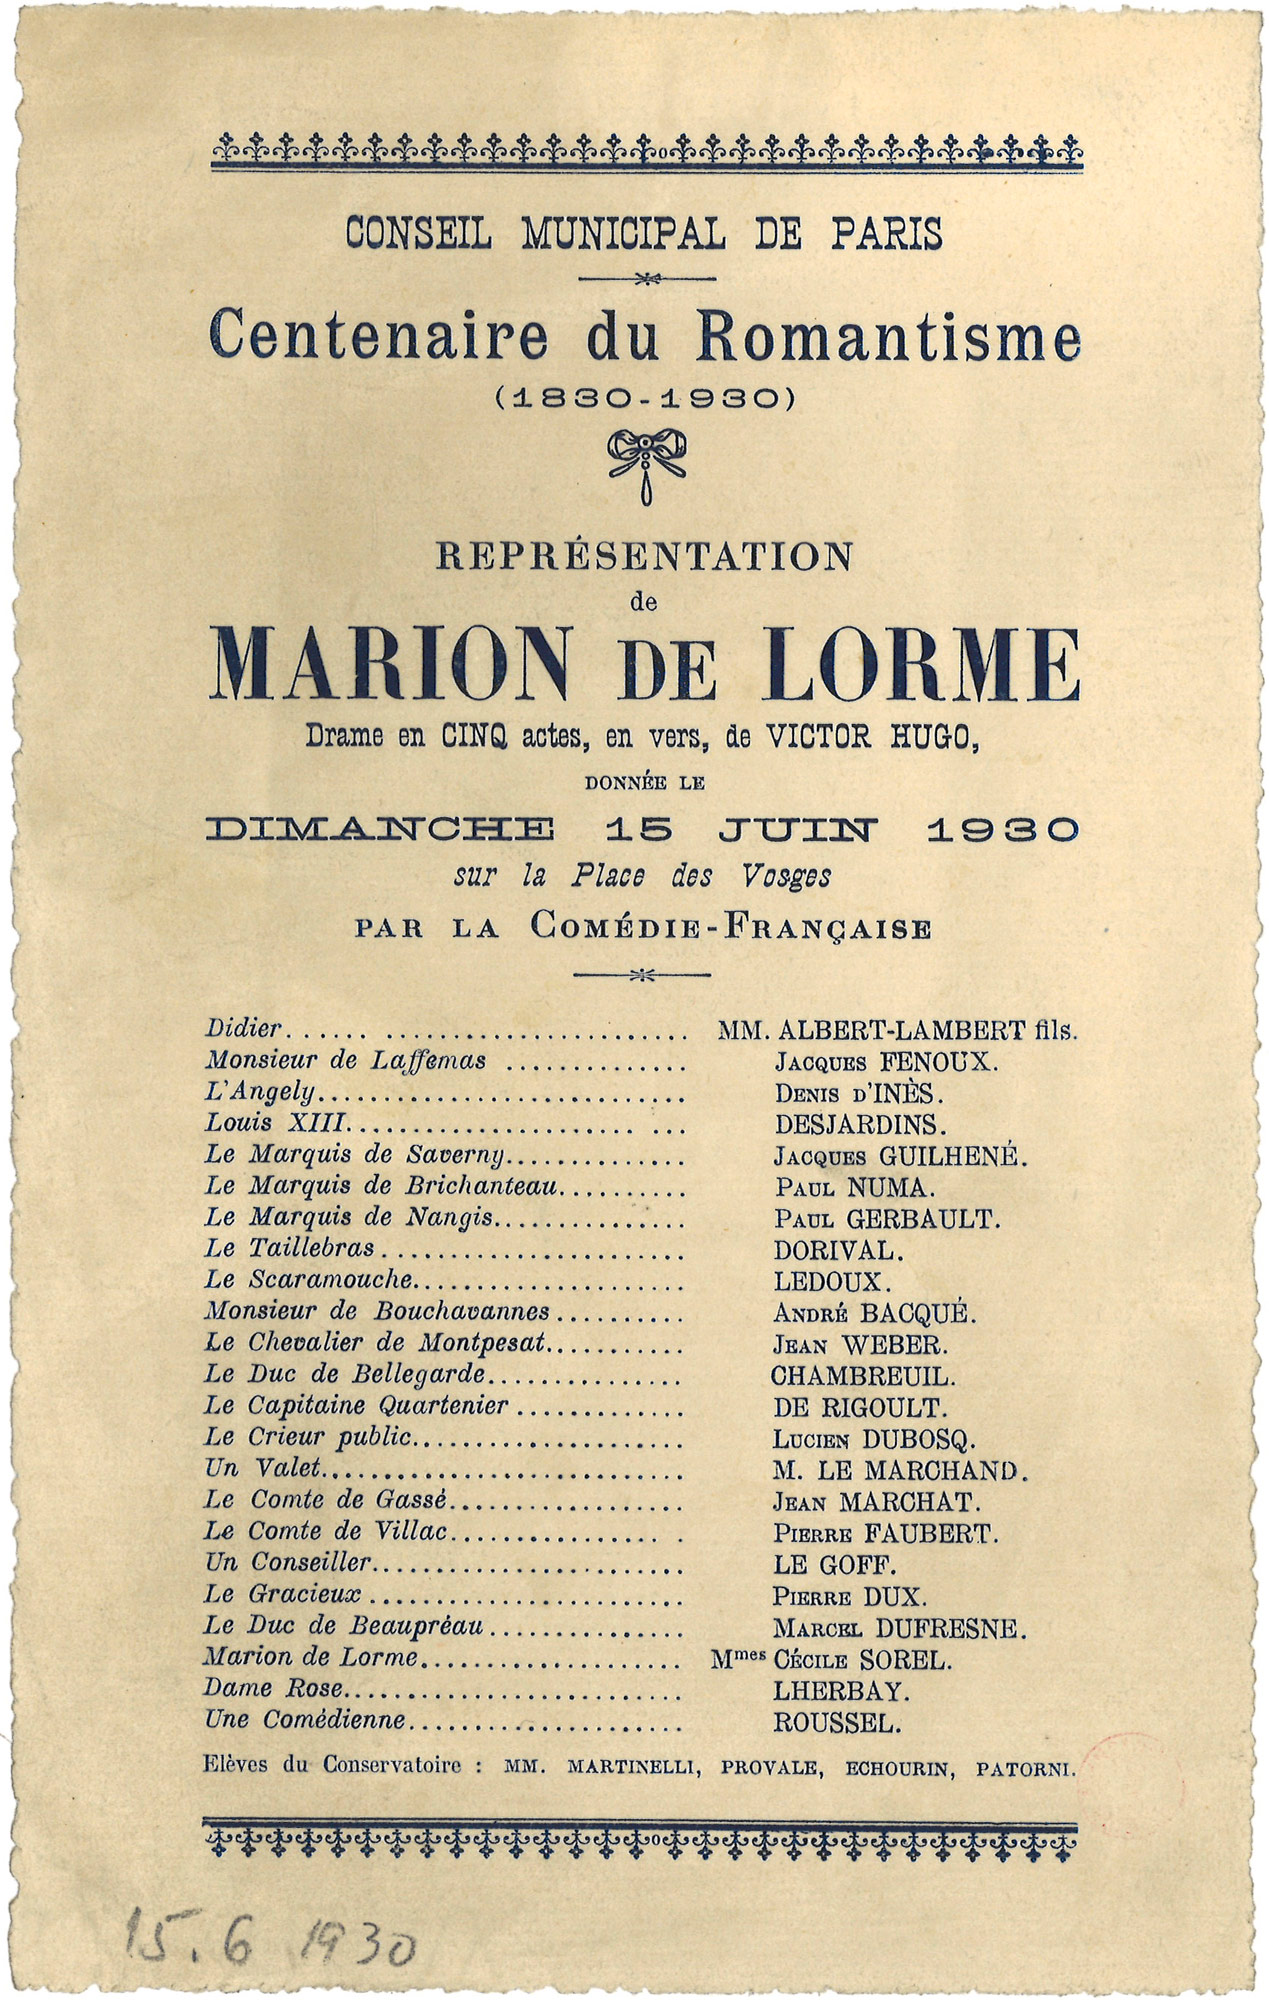 CONSEIL MUNICIPAL DE PARIS
Centenaire du Romantisme
(1830-1930)
REPRÉSENTATION
de
MARION DE LORME
Drame en CINQ actes, en vers, de VICTOR HUGO,
DONNÉE LE
DIMANCHE 15 JUIN 1930
sur la Place des Vosges
PAR LA COMÉDIE-FRANÇAISE
Didier. . . . . . . . . . . . . . . . . . . . . . . . . . . . . MM. ALBERT-LAMBERT fils.
Monsieur de Laffemas . . . . . . . . . . . . . . JACQUES FENOUX.
L'Angely. . . . . . . . . . . . . . . . . . . . . . . . . . . . DENIS D'INÈS.
Louis XIII. . . . . . . . . . . . . . . . . . . . . . . . . . DESJARDINS.
Le Marquis de Saverny. . . . . . . . . . . . . . JACQUES GUILHENÉ.
Le Marquis de Brichanteau. . . . . . . . . . PAUL NUMA.
Le Marquis de Nangis. . . . . . . . . . . . . . . PAUL GERBAULT.
Le Taillebras . . . . . . . . . . . . . . . . . . . . . . . DORIVAL.
Le Scaramouche. . . . . . . . . . . . . . . . . . . . . LEDOUX.
Monsieur de Bouchavannes . . . . . . . . . . ANDRÉ BACQUÉ.
Le Chevalier de Montpesat. . . . . . . . . . . JEAN WEBER.
Le Duc de Bellegarde. . . . . . . . . . . . . . . CHAMBREUIL.
Le Capitaine Quartenier . . . . . . . . . . . . . DE RIGOULT.
Le Crieur public. . . . . . . . . . . . . . . . . . . . . LUCIEN DUBOSQ.
Un Valet. . . . . . . . . . . . . . . . . . . . . . . . . . . . M. LE MARCHAND.
Le Comte de Gassé. . . . . . . . . . . . . . . . . . JEAN MARCHAT.
Le Comte de Villac. . . . . . . . . . . . . . . . . . PIERRE FAUBERT.
Un Conseiller. . . . . . . . . . . . . . . . . . . . . . . . LE GOFF.
Le Gracieux . . . . . . . . . . . . . . . . . . . . . . . . PIERRE DUX.
Le Duc de Beaupréau . . . . . . . . . . . . . . . MARCEL DUFRESNE.
Marion de Lorme. . . . . . . . . . . . . . . . . . . . Mmes CÉCILE SOREL.
Dame Rose. . . . . . . . . . . . . . . . . . . . . . . . . . LHERBAY.
Une Comédienne. . . . . . . . . . . . . . . . . . . . . ROUSSEL.
Elèves du Conservatoire : MM. MARTINELLI, PROVALE, ECHOURIN, PATORNI.
15. 6 1930